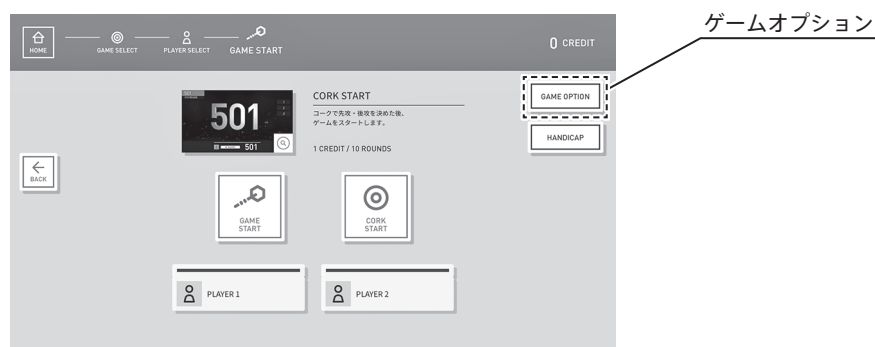 ゲームオプション
HOME
GAME SELECT
PLAYER SELECT
GAME START
0 CREDIT
501
501
501
CORK START
コークで先攻・後攻を決めた後、
ゲームをスタートします。
1 CREDIT / 10 ROUNDS
GAME OPTION
HANDICAP
BACK
GAME
START
CORK
START
PLAYER 1
PLAYER 2